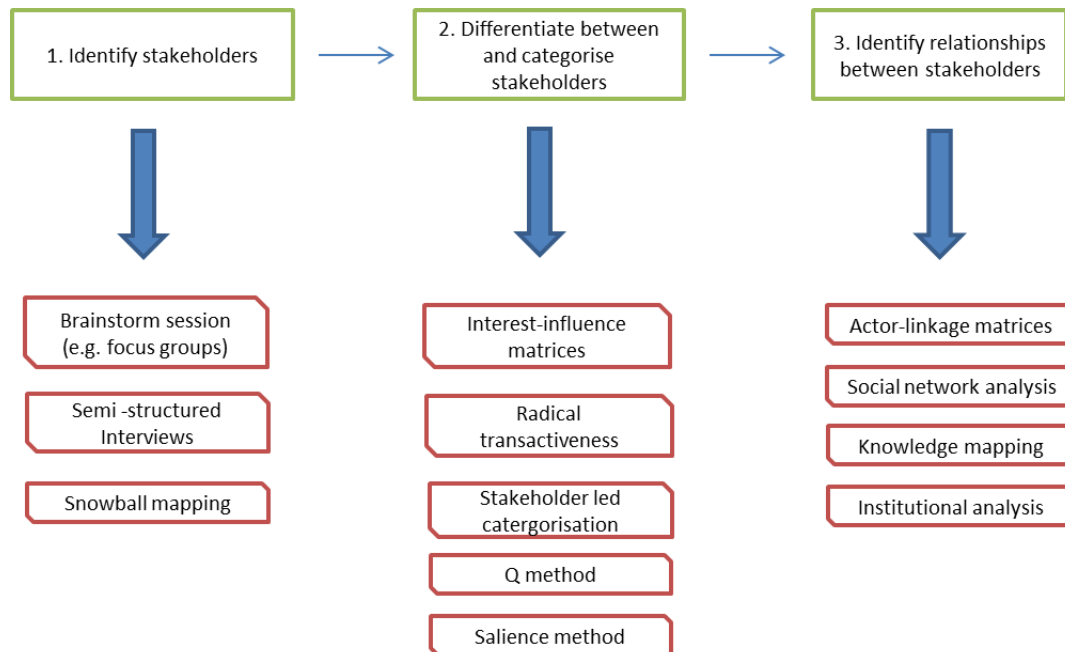 1. Identify stakeholders
2. Differentiate between
and categorise
stakeholders
3. Identify relationships
between stakeholders
Brainstorm session
(e.g. focus groups)
Semi -structured
Interviews
Snowball mapping
Interest-influence
matrices
Radical
transactiveness
Stakeholder led
catergorisation
Q method
Salience method
Actor-linkage matrices
Social network analysis
Knowledge mapping
Institutional analysis